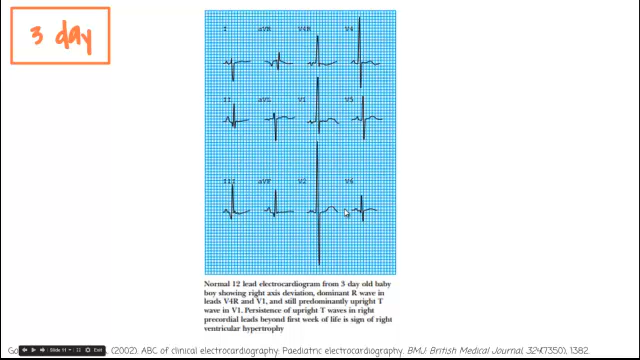 3 day
I aVR V4R V4
II aVL V1 V5
III aVF V2 V6
Normal 12 lead electrocardiogram from 3 day old baby
boy showing right axis deviation, dominant R wave in
leads V4R and V1, and still predominantly upright T
wave in V1. Persistence of upright T waves in right
precordial leads beyond first week of life is sign of right
ventricular hypertrophy
Slide 11 Exit
(2002). ABC of clinical electrocardiography: Paediatric electrocardiography. BMJ: British Medical Journal, 324(7350), 1382.